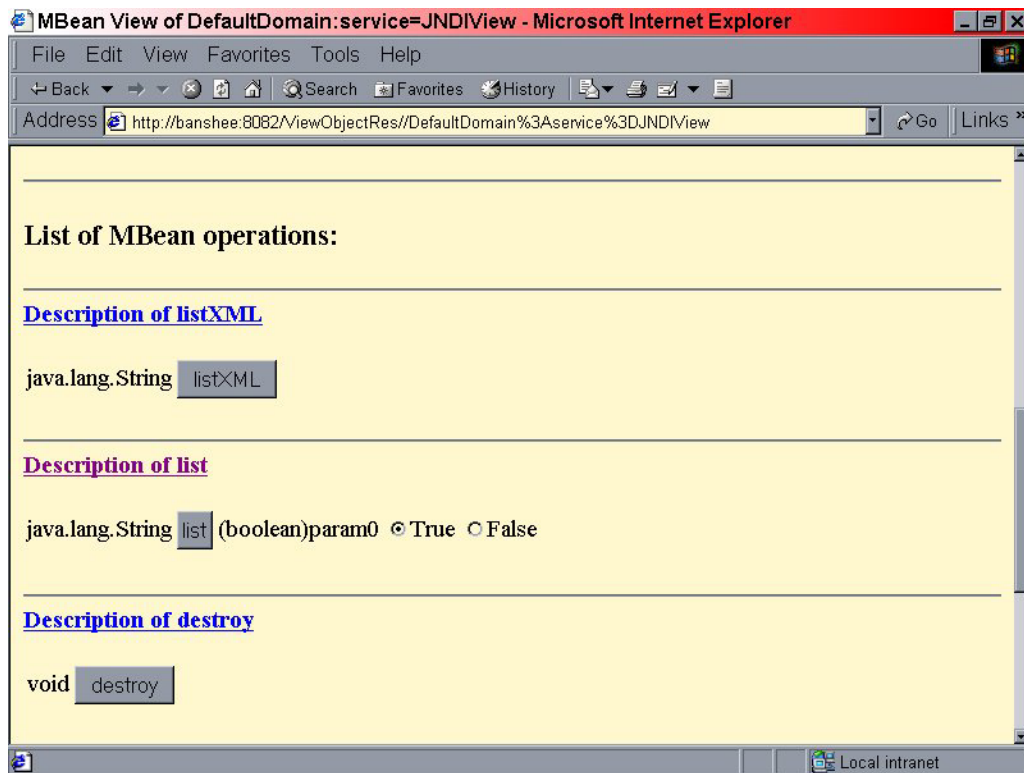 MBean View of DefaultDomain:service=JNDIView - Microsoft Internet Explorer
File Edit View Favorites Tools Help
Back Search Favorites History
Address http://banshee:8082/ViewObjectRes//DefaultDomain%3Aservice%3DJNDIView Go Links »
List of MBean operations:
Description of listXML
java.lang.String listXML
Description of list
java.lang.String list (boolean)param0 True False
Description of destroy
void destroy
Local intranet